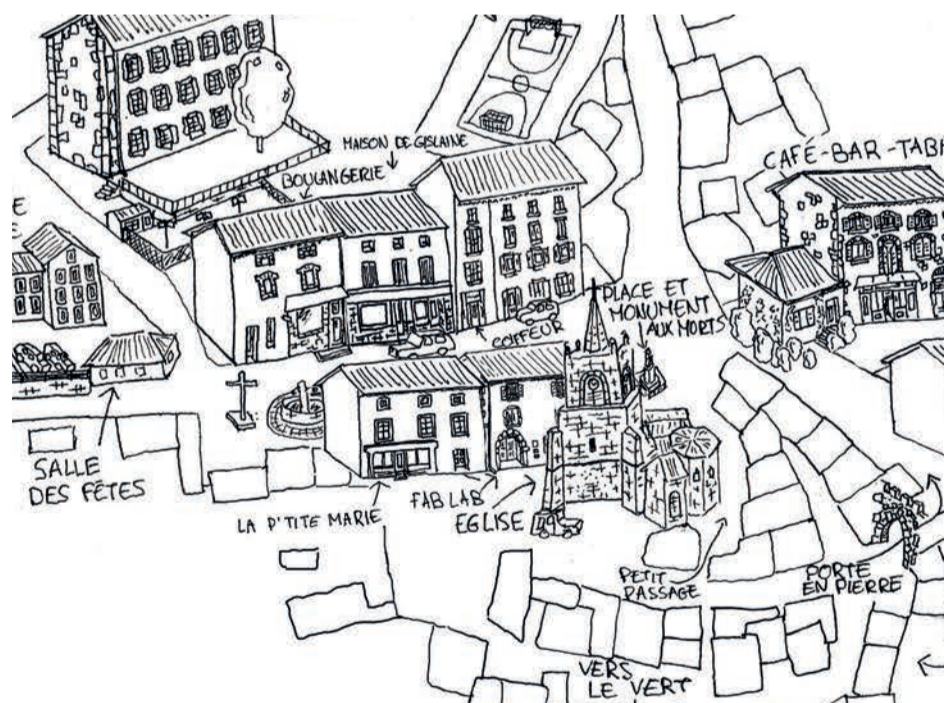 MAISON DE GISLAINE
BOULANGERIE
CAFÉ-BAR-TAB
PLACE ET
MONUMENT
AUX MORTS
COIFFEUR
SALLE
DES FÊTES
LA P'TITE MARIE
FAB LAB
EGLISE
PETIT
PASSAGE
PORTE
EN PIERRE
VERS
LE VERT